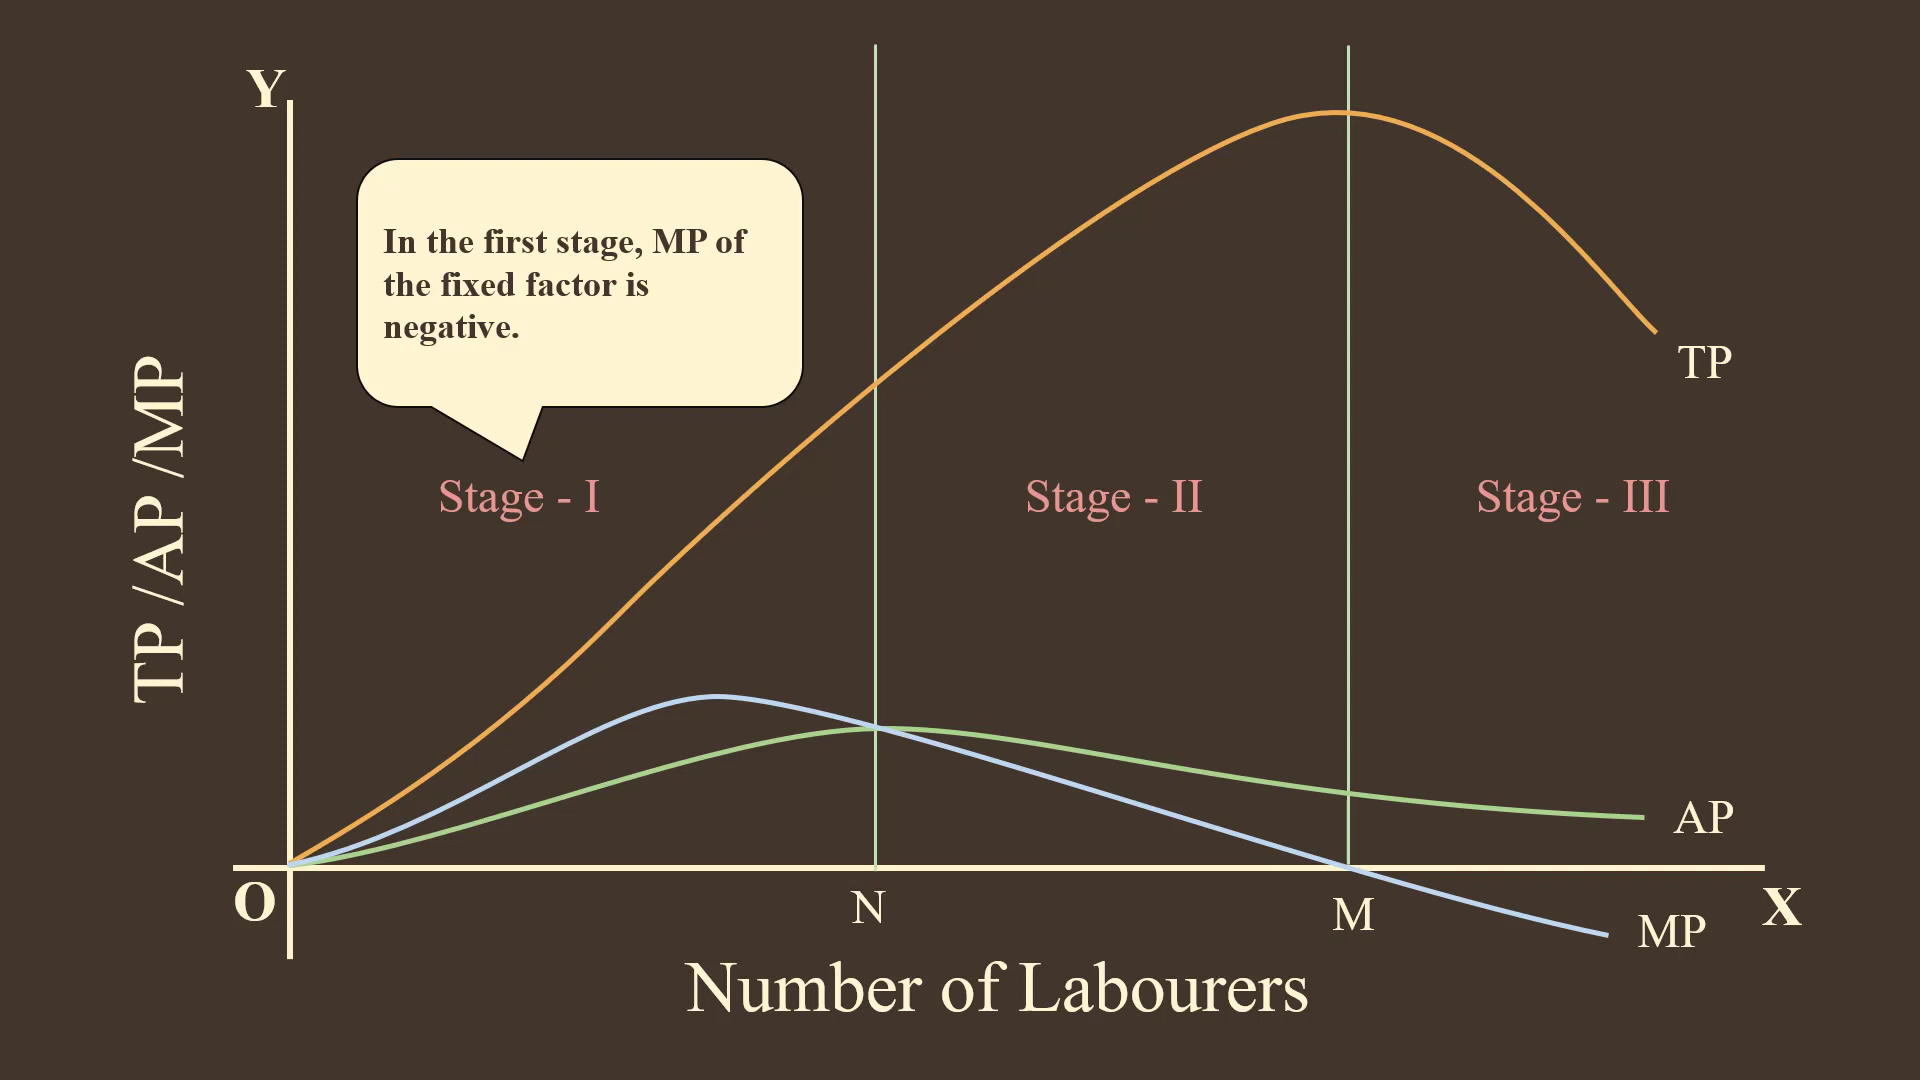 Y
In the first stage, MP of
the fixed factor is
negative.
TP /AP /MP
TP
Stage - I
Stage - II
Stage - III
AP
O
N
M
X
MP
Number of Labourers